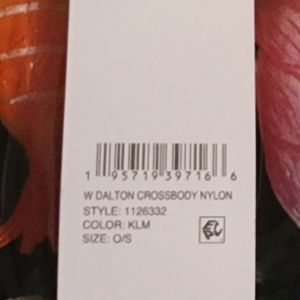 1 95719 39716 6
W DALTON CROSSBODY NYLON
STYLE: 1126332
COLOR: KLM
SIZE: O/S